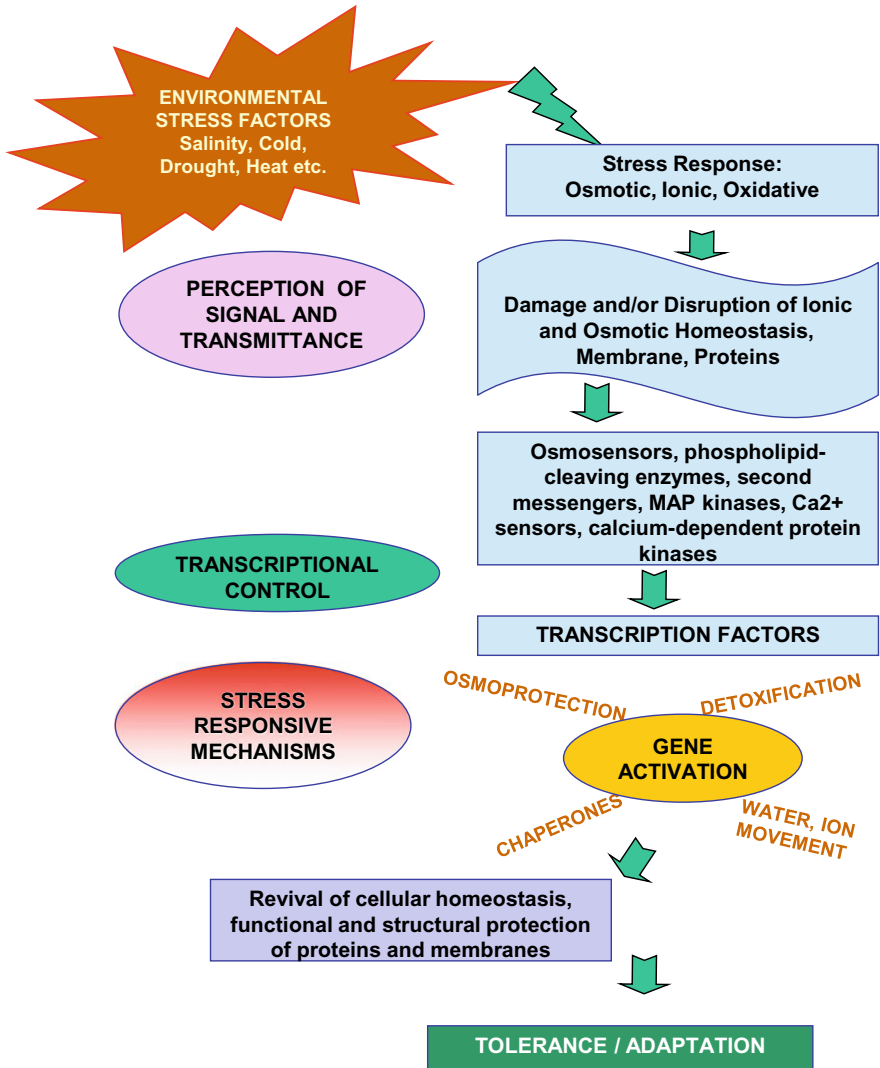 ENVIRONMENTAL
STRESS FACTORS
Salinity, Cold,
Drought, Heat etc.
Stress Response:
Osmotic, Ionic, Oxidative
PERCEPTION OF
SIGNAL AND
TRANSMITTANCE
Damage and/or Disruption of Ionic
and Osmotic Homeostasis,
Membrane, Proteins
Osmosensors, phospholipid-
cleaving enzymes, second
messengers, MAP kinases, Ca2+
sensors, calcium-dependent protein
kinases
TRANSCRIPTIONAL
CONTROL
TRANSCRIPTION FACTORS
STRESS
RESPONSIVE
MECHANISMS
OSMOPROTECTION
DETOXIFICATION
GENE
ACTIVATION
CHAPERONES
WATER, ION
MOVEMENT
Revival of cellular homeostasis,
functional and structural protection
of proteins and membranes
TOLERANCE / ADAPTATION